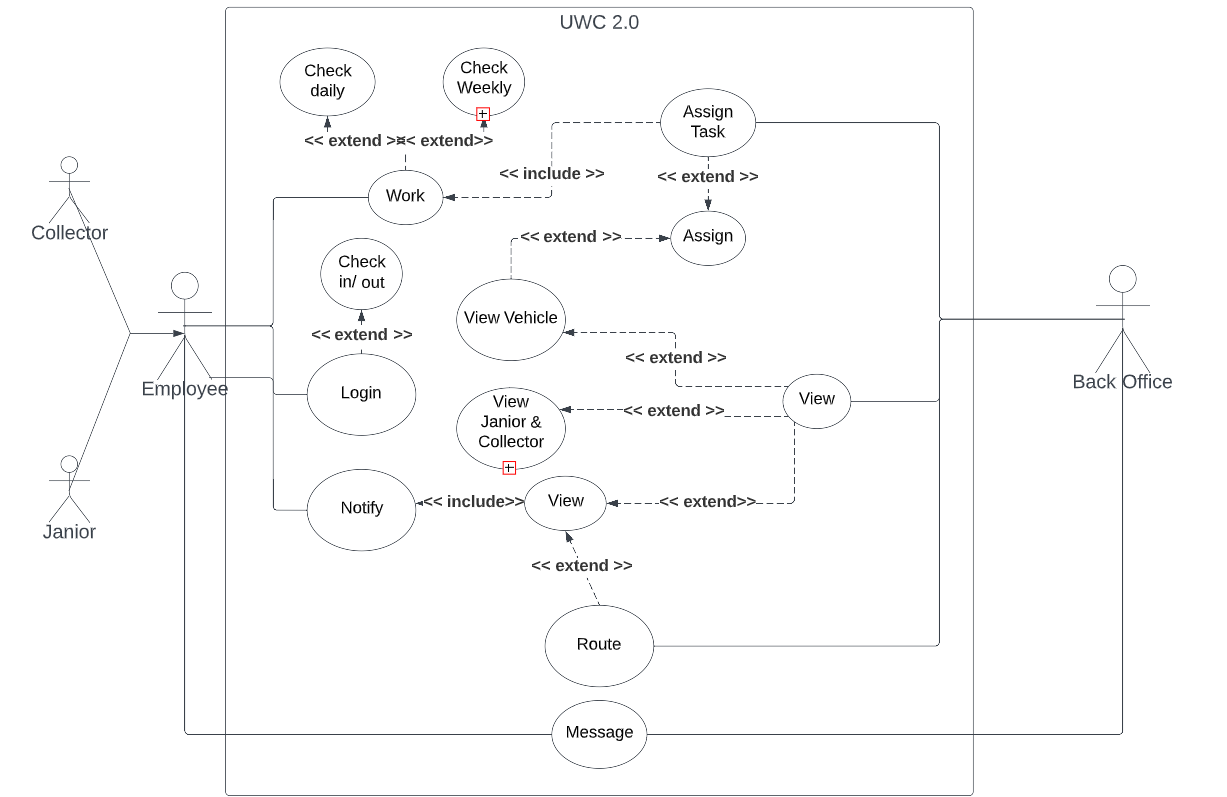 UWC 2.0
Check
daily
Check
Weekly
Assign
Task
<< extend >>
<< extend>>
<< include >>
<< extend >>
Work
Collector
<< extend >>
Assign
Check
in/ out
View Vehicle
<< extend >>
<< extend >>
Employee
Back Office
Login
View
Janior &
Collector
<< extend >>
View
Notify
<< include>>
View
<< extend>>
Janior
<< extend >>
Route
Message